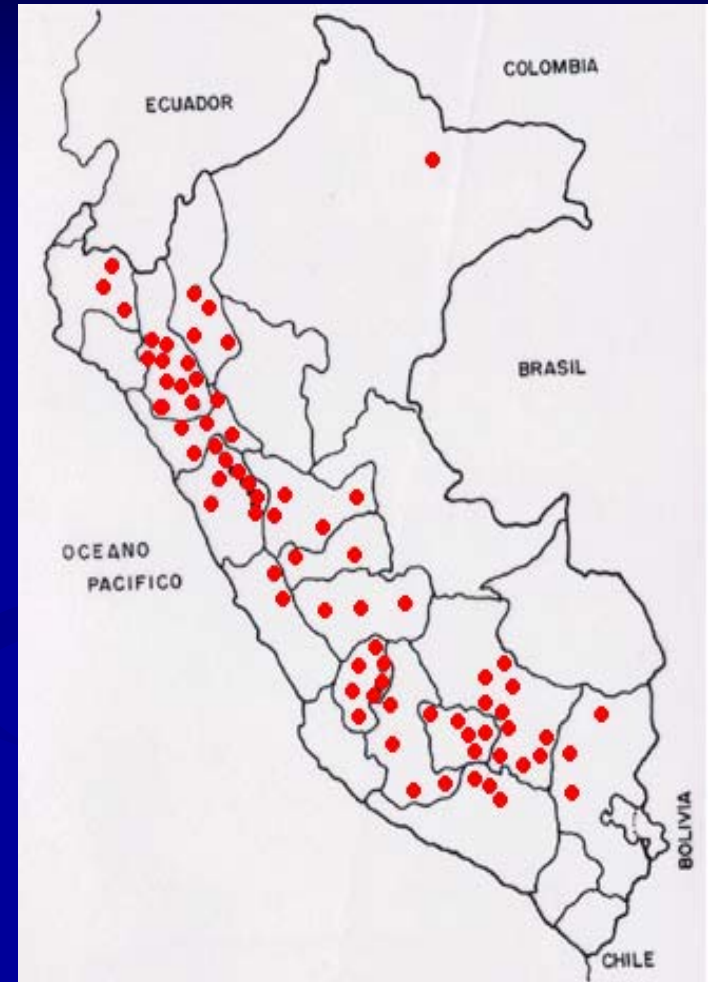 COLOMBIA
ECUADOR
BRASIL
OCEANO
PACIFICO
BOLIVIA
CHILE